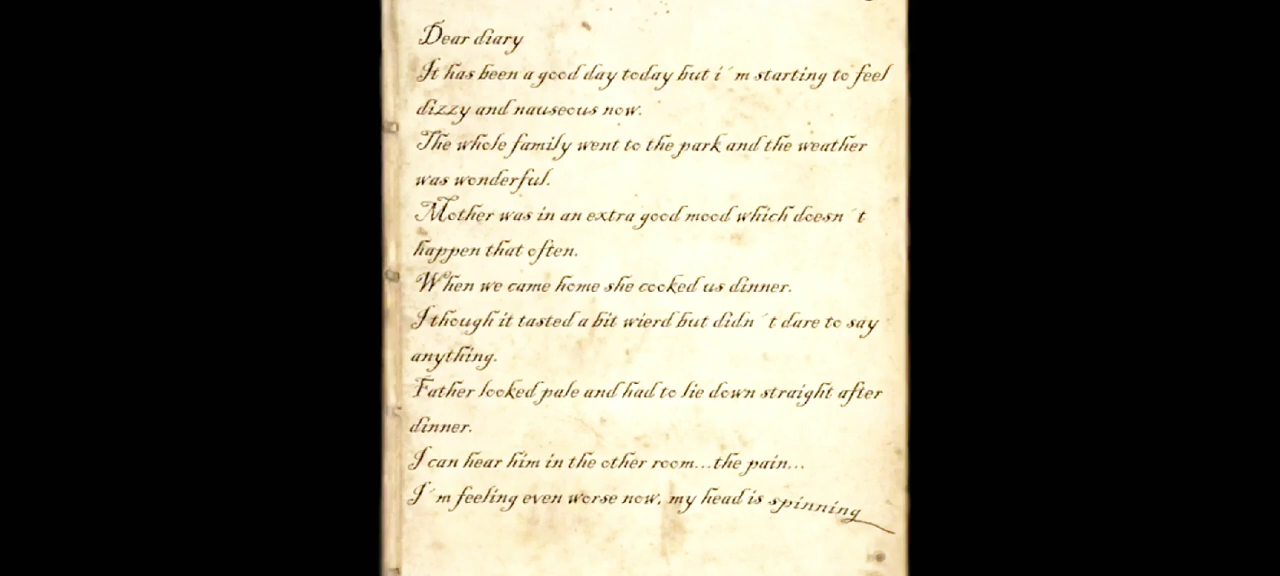 Dear diary
It has been a good day today but i´m starting to feel
dizzy and nauseous now.
The whole family went to the park and the weather
was wonderful.
Mother was in an extra good mood which doesn´t
happen that often.
When we came home she cooked us dinner.
I though it tasted a bit wierd but didn´t dare to say
anything.
Father looked pale and had to lie down straight after
dinner.
I can hear him in the other room...the pain...
I´m feeling even worse now, my head is spinning